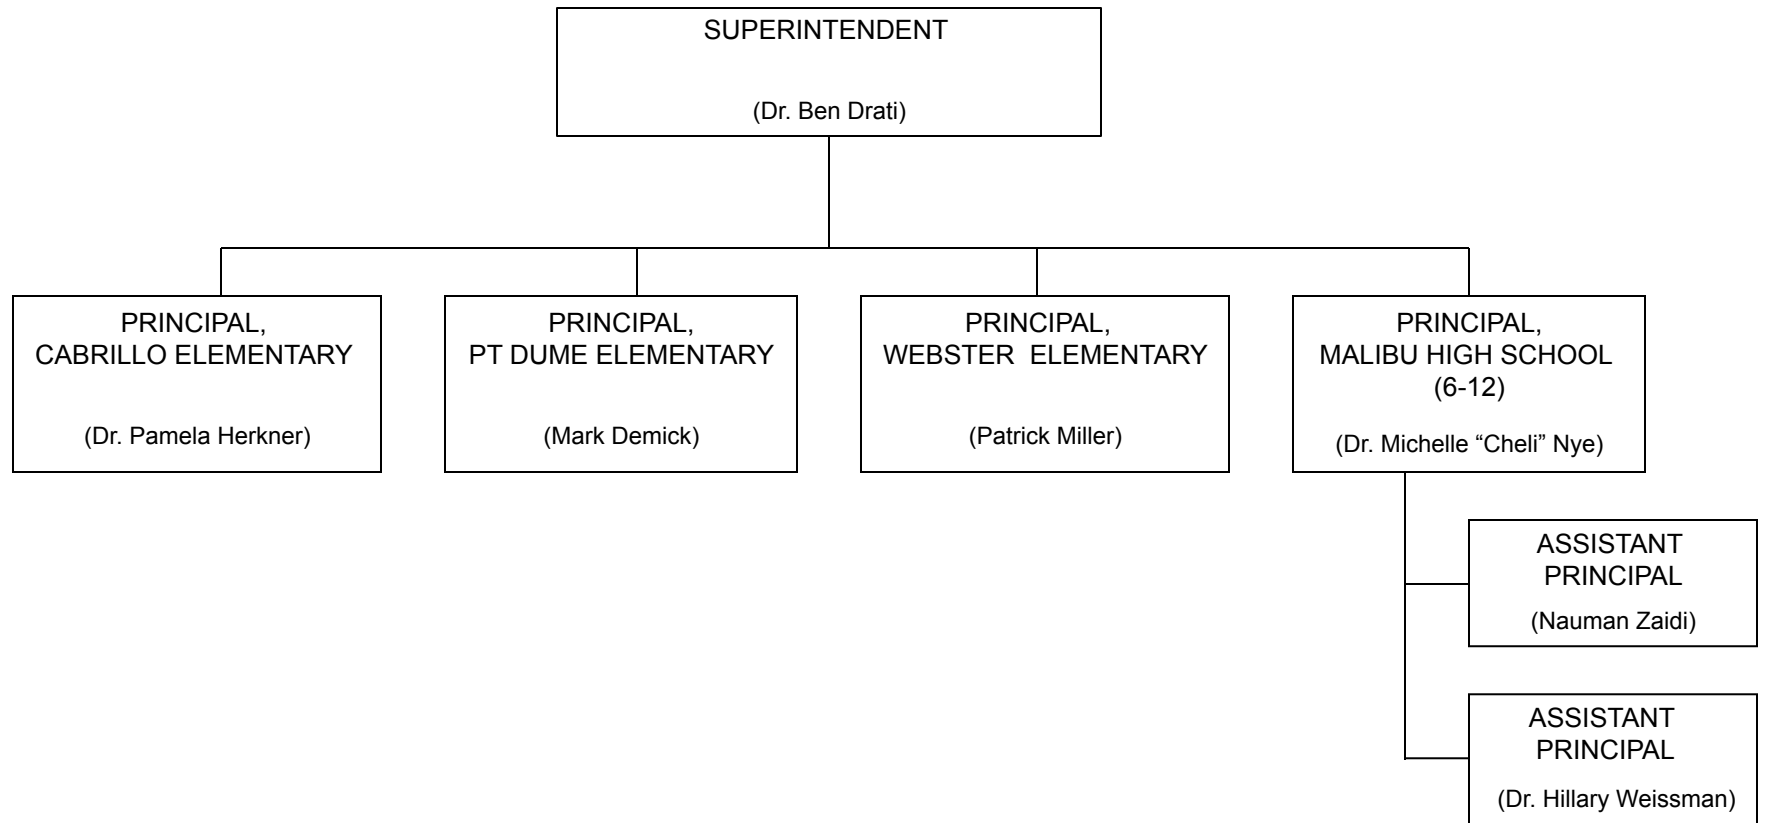 SUPERINTENDENT
(Dr. Ben Drati)
PRINCIPAL,
CABRILLO ELEMENTARY
(Dr. Pamela Herkner)
PRINCIPAL,
PT DUME ELEMENTARY
(Mark Demick)
PRINCIPAL,
WEBSTER ELEMENTARY
(Patrick Miller)
PRINCIPAL,
MALIBU HIGH SCHOOL
(6-12)
(Dr. Michelle “Cheli” Nye)
ASSISTANT
PRINCIPAL
(Nauman Zaidi)
ASSISTANT
PRINCIPAL
(Dr. Hillary Weissman)